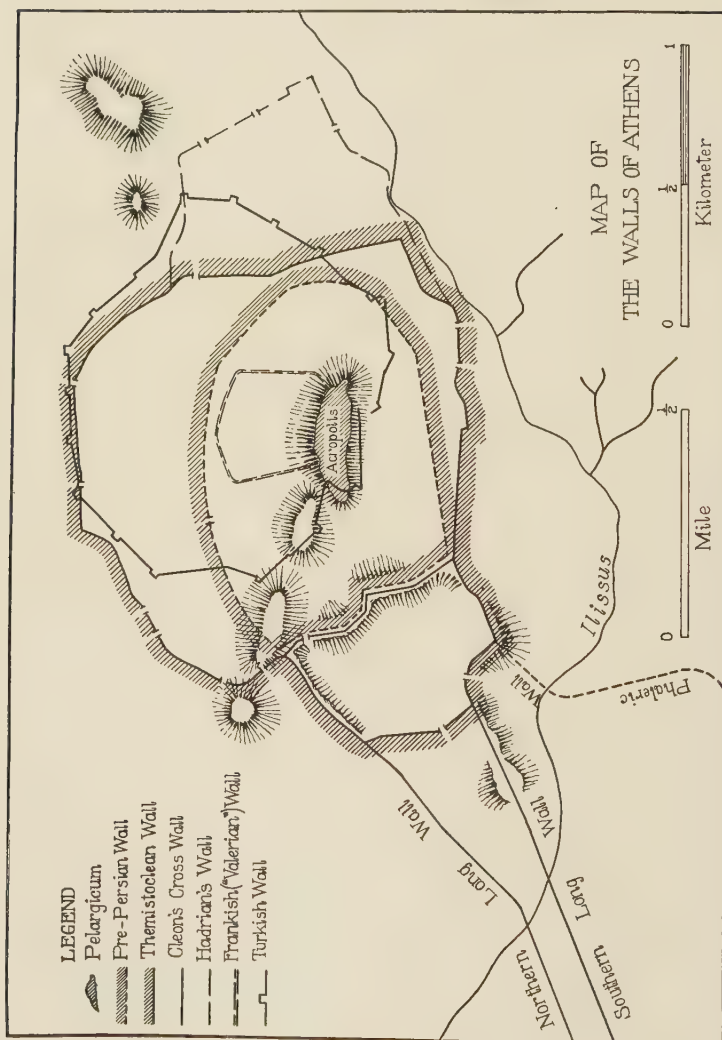 LEGEND
Pelargicum
Pre-Persian Wall
Themistoclean Wall
Cleon's Cross Wall
Hadrian's Wall
Frankish ("Valerian") Wall
Turkish Wall
Acropolis
MAP OF
THE WALLS OF ATHENS
0 ½ 1
Kilometer
0 ½
Mile
Ilissus
Phaleric Wall
Northern Long Wall
Southern Long Wall